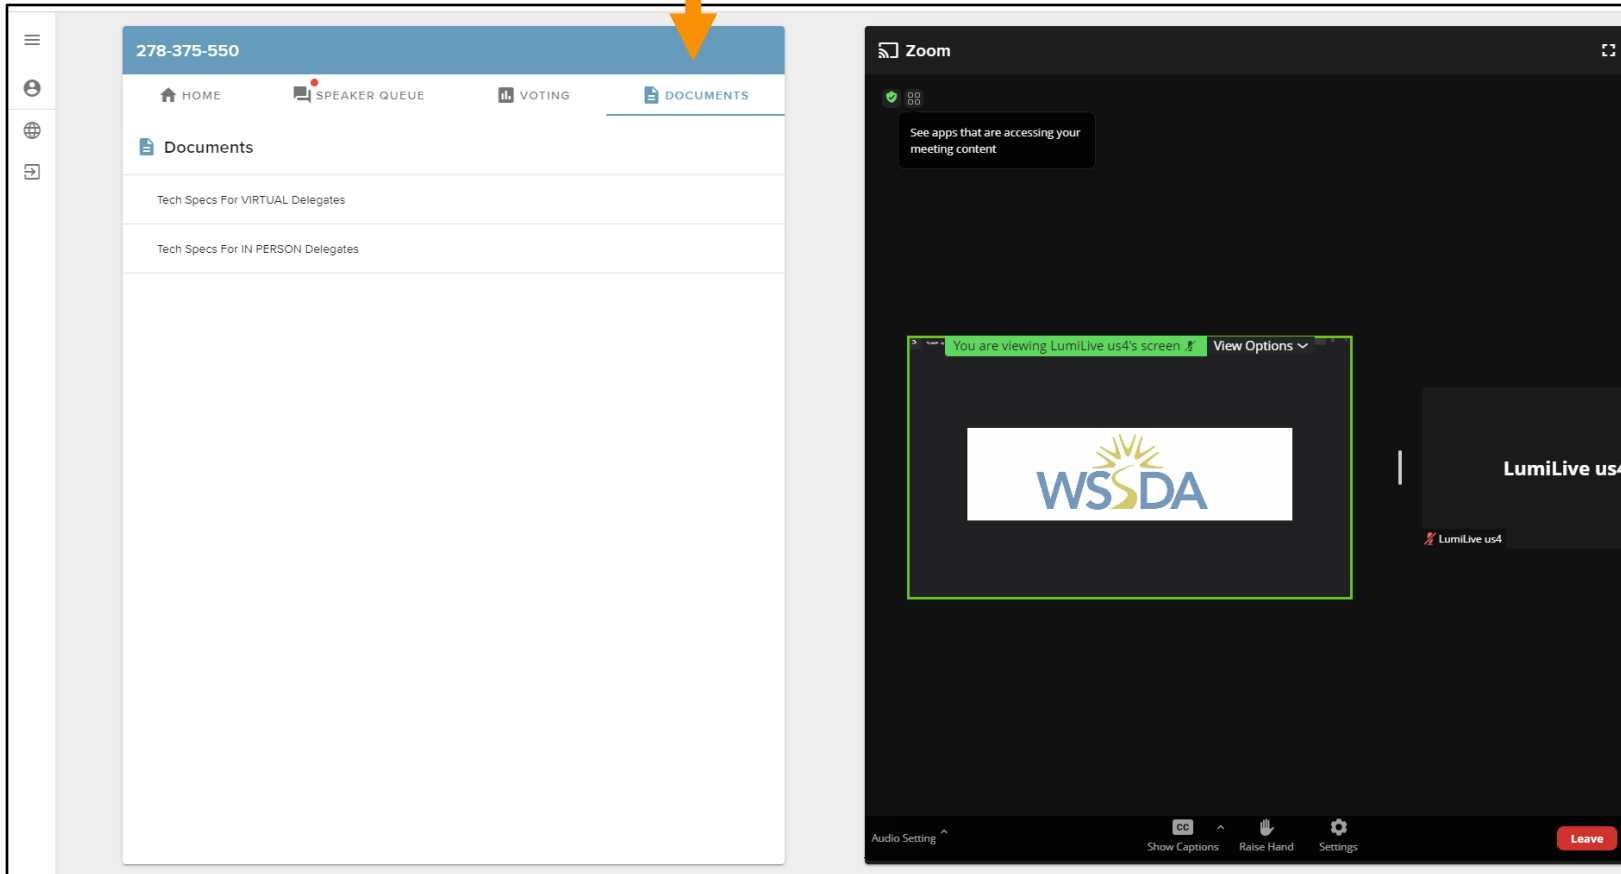 278-375-550
HOME
SPEAKER QUEUE
VOTING
DOCUMENTS
Documents
Tech Specs For VIRTUAL Delegates
Tech Specs For IN PERSON Delegates
Zoom
See apps that are accessing your
meeting content
You are viewing LumiLive us4's screen
View Options
WSSDA
LumiLive us4
LumiLive us4
Audio Setting
CC
Show Captions
Raise Hand
Settings
Leave